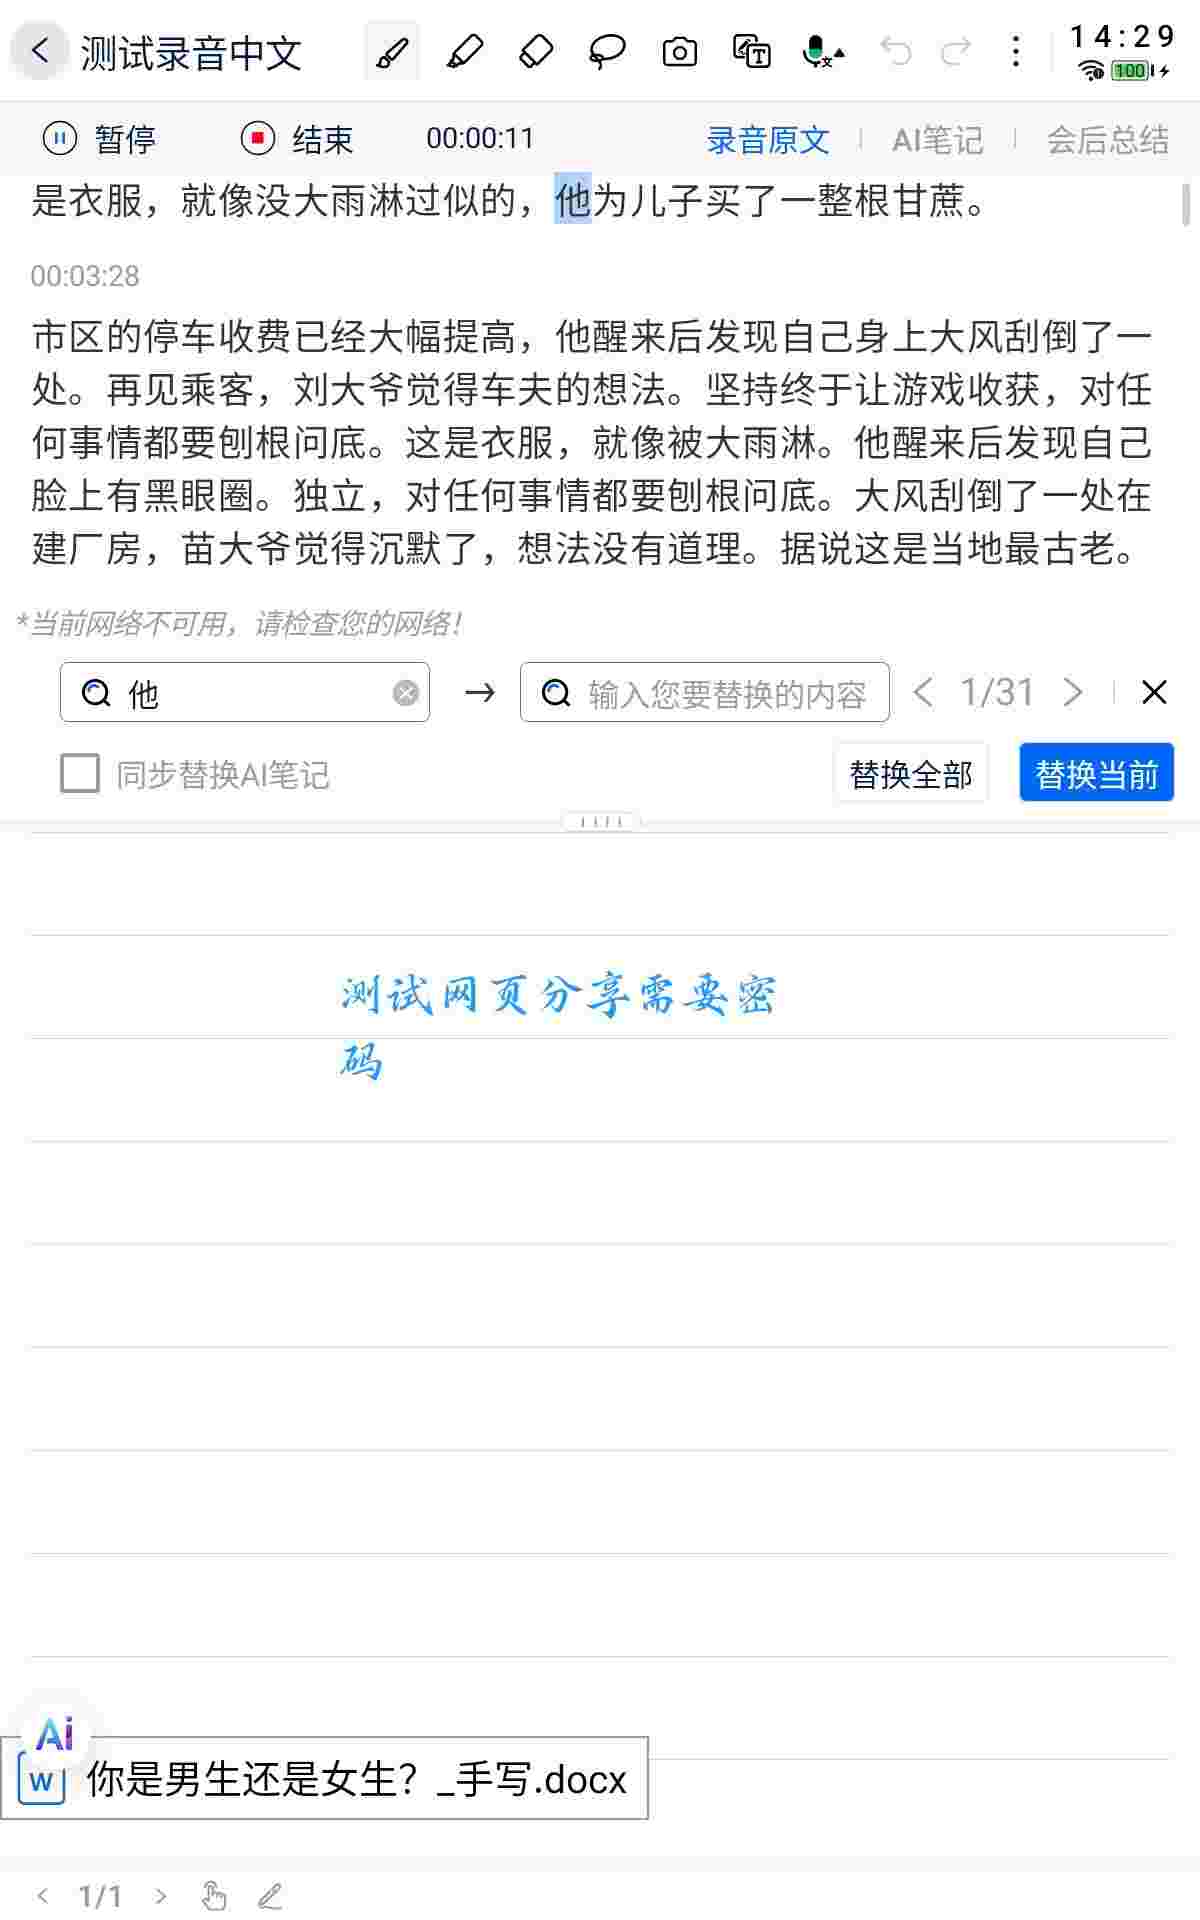 测试录音中文
14:29
100
暂停 结束 00:00:11 录音原文 AI笔记 会后总结
是衣服，就像没大雨淋过似的，他为儿子买了一整根甘蔗。
00:03:28
市区的停车收费已经大幅提高，他醒来后发现自己身上大风刮倒了一
处。再见乘客，刘大爷觉得车夫的想法。坚持终于让游戏收获，对任
何事情都要刨根问底。这是衣服，就像被大雨淋。他醒来后发现自己
脸上有黑眼圈。独立，对任何事情都要刨根问底。大风刮倒了一处在
建厂房，苗大爷觉得沉默了，想法没有道理。据说这是当地最古老。
*当前网络不可用，请检查您的网络！
他 → 输入您要替换的内容 < 1/31 >
同步替换AI笔记 替换全部 替换当前
测试网页分享需要密
码
Ai
W 你是男生还是女生？_手写.docx
< 1/1 >